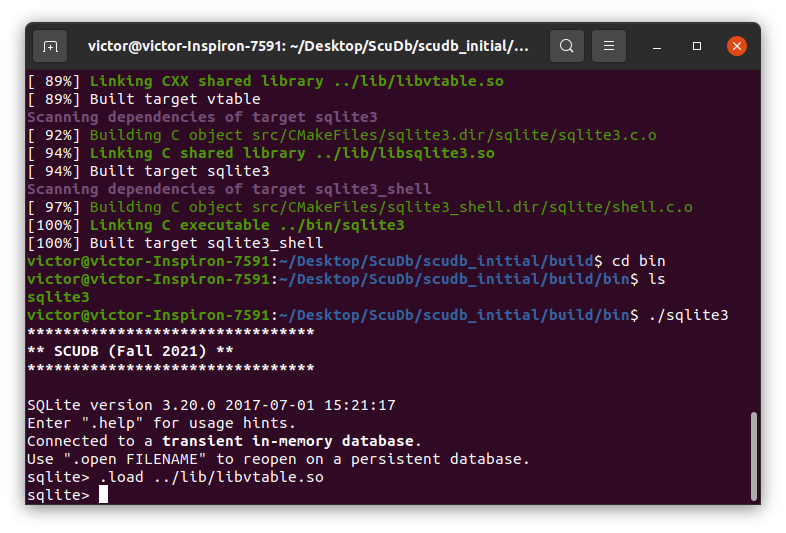 victor@victor-Inspiron-7591: ~/Desktop/ScuDb/scudb_initial/...
[ 89%] Linking CXX shared library ../lib/libvtable.so
[ 89%] Built target vtable
Scanning dependencies of target sqlite3
[ 92%] Building C object src/CMakeFiles/sqlite3.dir/sqlite/sqlite3.c.o
[ 94%] Linking C shared library ../lib/libsqlite3.so
[ 94%] Built target sqlite3
Scanning dependencies of target sqlite3_shell
[ 97%] Building C object src/CMakeFiles/sqlite3_shell.dir/sqlite/shell.c.o
[100%] Linking C executable ../bin/sqlite3
[100%] Built target sqlite3_shell
victor@victor-Inspiron-7591:~/Desktop/ScuDb/scudb_initial/build$ cd bin
victor@victor-Inspiron-7591:~/Desktop/ScuDb/scudb_initial/build/bin$ ls
sqlite3
victor@victor-Inspiron-7591:~/Desktop/ScuDb/scudb_initial/build/bin$ ./sqlite3
********************************
** SCUDB (Fall 2021) **
********************************
SQLite version 3.20.0 2017-07-01 15:21:17
Enter ".help" for usage hints.
Connected to a transient in-memory database.
Use ".open FILENAME" to reopen on a persistent database.
sqlite> .load ../lib/libvtable.so
sqlite>